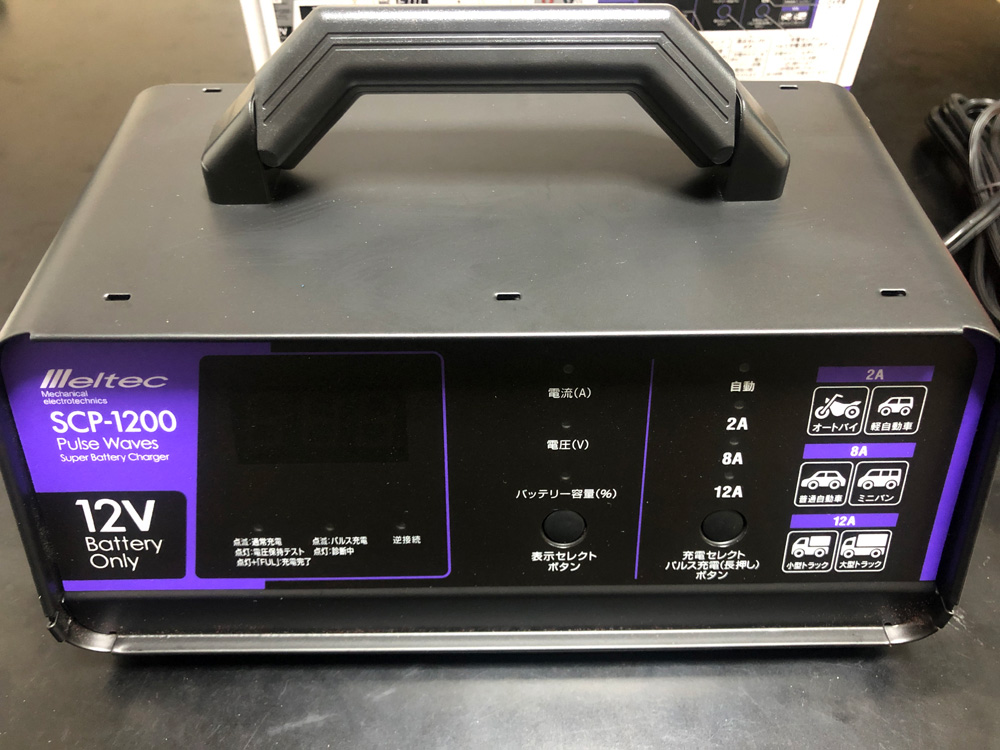 Meltec
Mechanical
electrotechnics
SCP-1200
Pulse Waves
Super Battery Charger
12V
Battery
Only
点滅:通常充電
点灯:電圧保持テスト
点灯+「FUL」:充電完了
点滅:パルス充電
点灯:診断中
逆接続
電流(A)
電圧(V)
バッテリー容量(%)
表示セレクト
ボタン
自動
2A
8A
12A
充電セレクト
パルス充電(長押し)
ボタン
2A
オートバイ
軽自動車
8A
普通自動車
ミニバン
12A
小型トラック
大型トラック